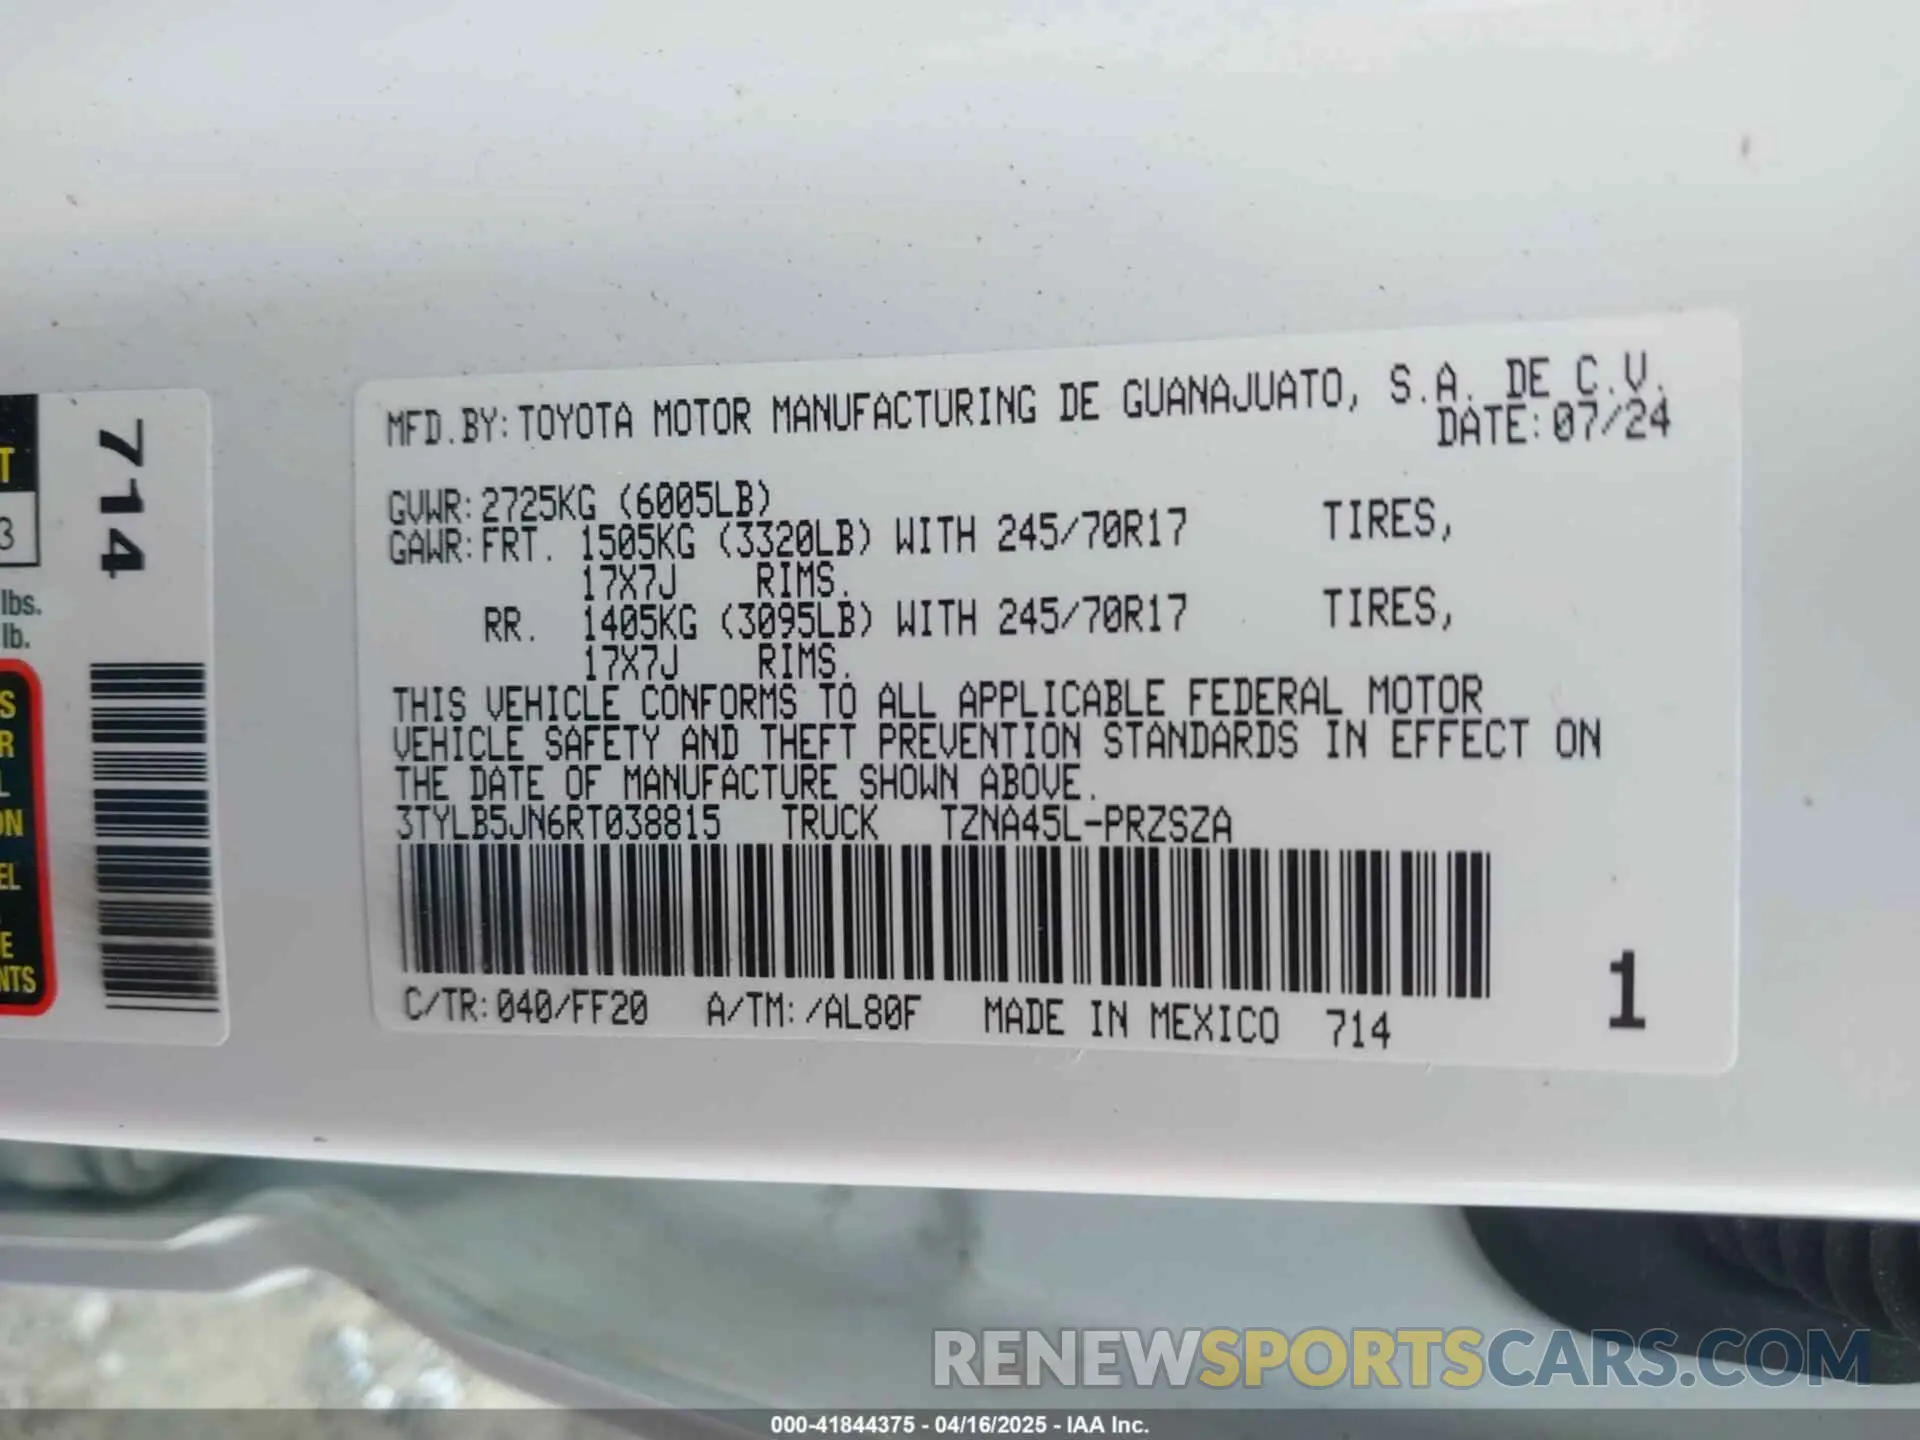 MFD.BY:TOYOTA MOTOR MANUFACTURING DE GUANAJUATO, S.A. DE C.V.
DATE:07/24
GVWR:2725KG (6005LB)
GAWR:FRT. 1505KG (3320LB) WITH 245/70R17 TIRES,
17X7J RIMS.
RR. 1405KG (3095LB) WITH 245/70R17 TIRES,
17X7J RIMS.
THIS VEHICLE CONFORMS TO ALL APPLICABLE FEDERAL MOTOR
VEHICLE SAFETY AND THEFT PREVENTION STANDARDS IN EFFECT ON
THE DATE OF MANUFACTURE SHOWN ABOVE.
3TYLB5JN6RT038815 TRUCK TZNA45L-PRZSZA
1
C/TR:040/FF20 A/TM:/AL80F MADE IN MEXICO 714
714
T
3
lbs.
lb.
S
R
L
ON
EL
E
NTS
RENEWSPORTSCARS.COM
000-41844375 - 04/16/2025 - IAA Inc.